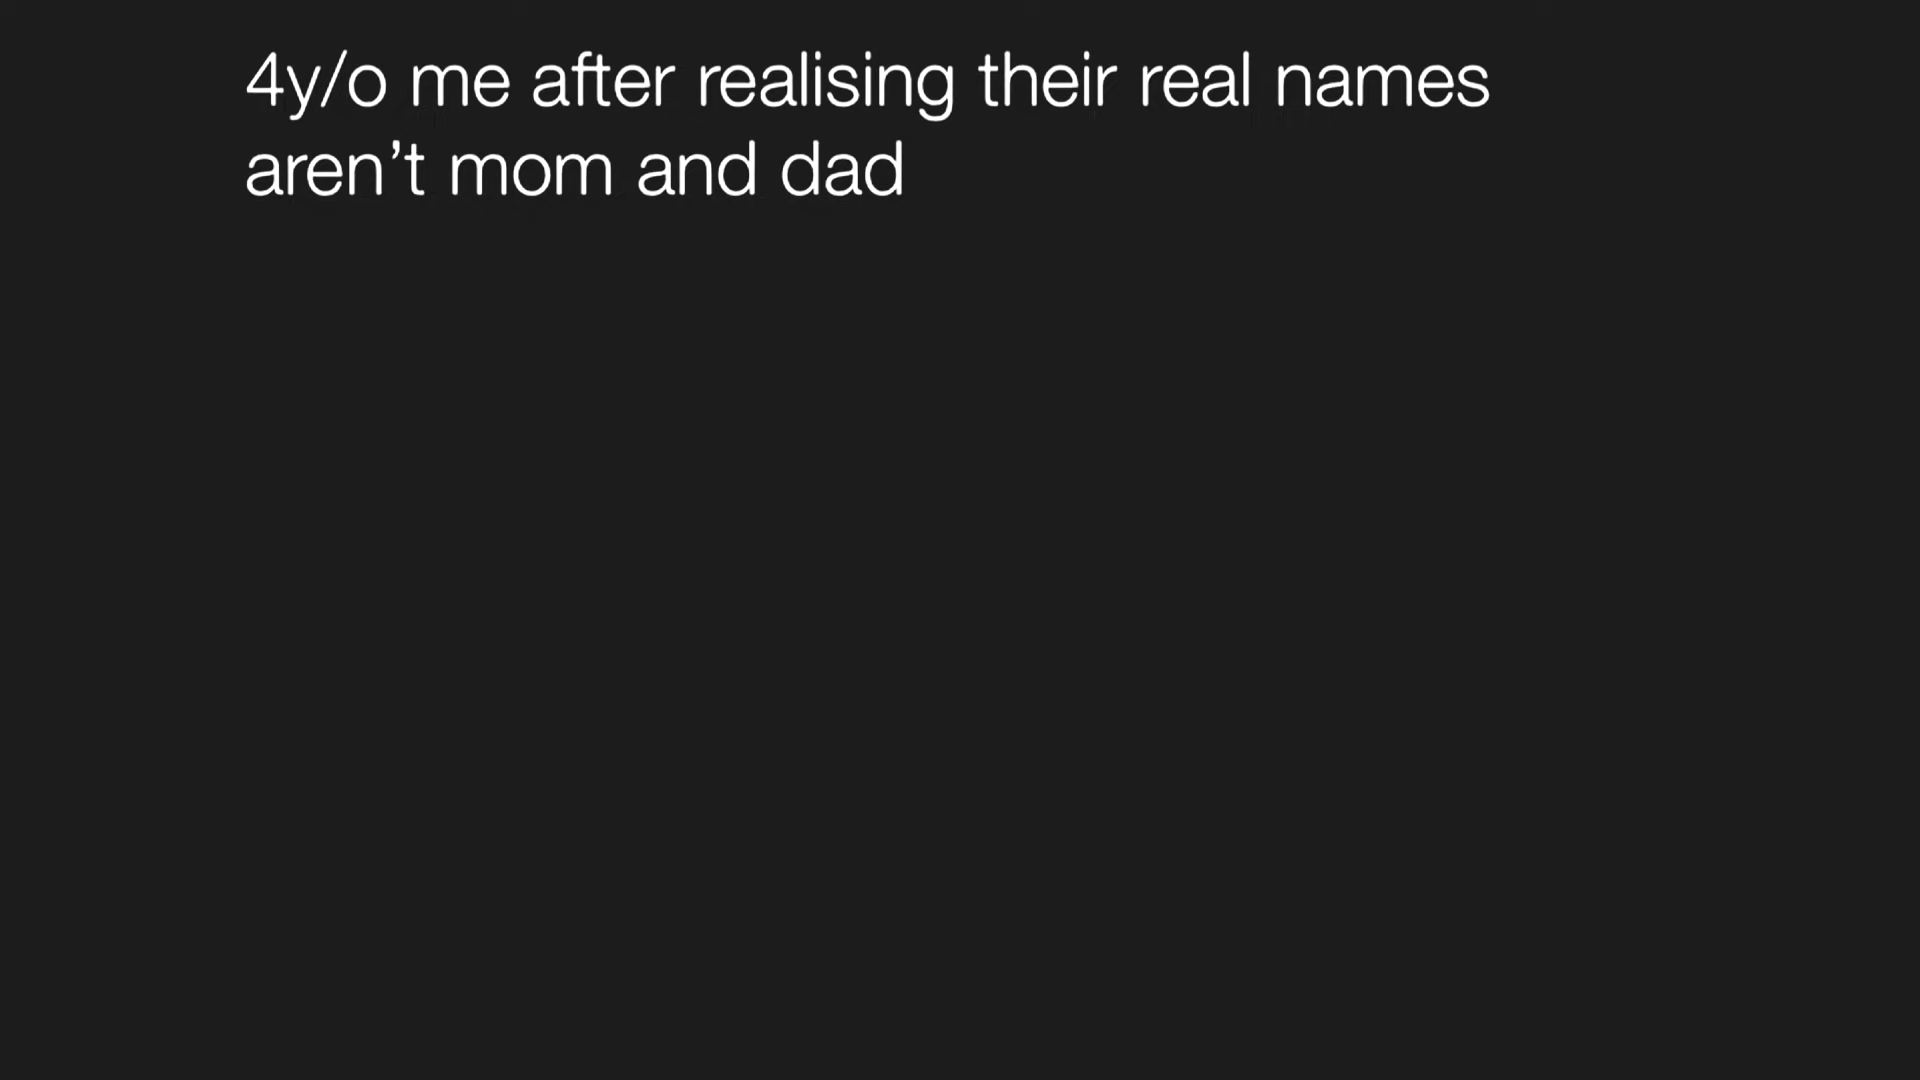 4y/o me after realising their real names
aren’t mom and dad